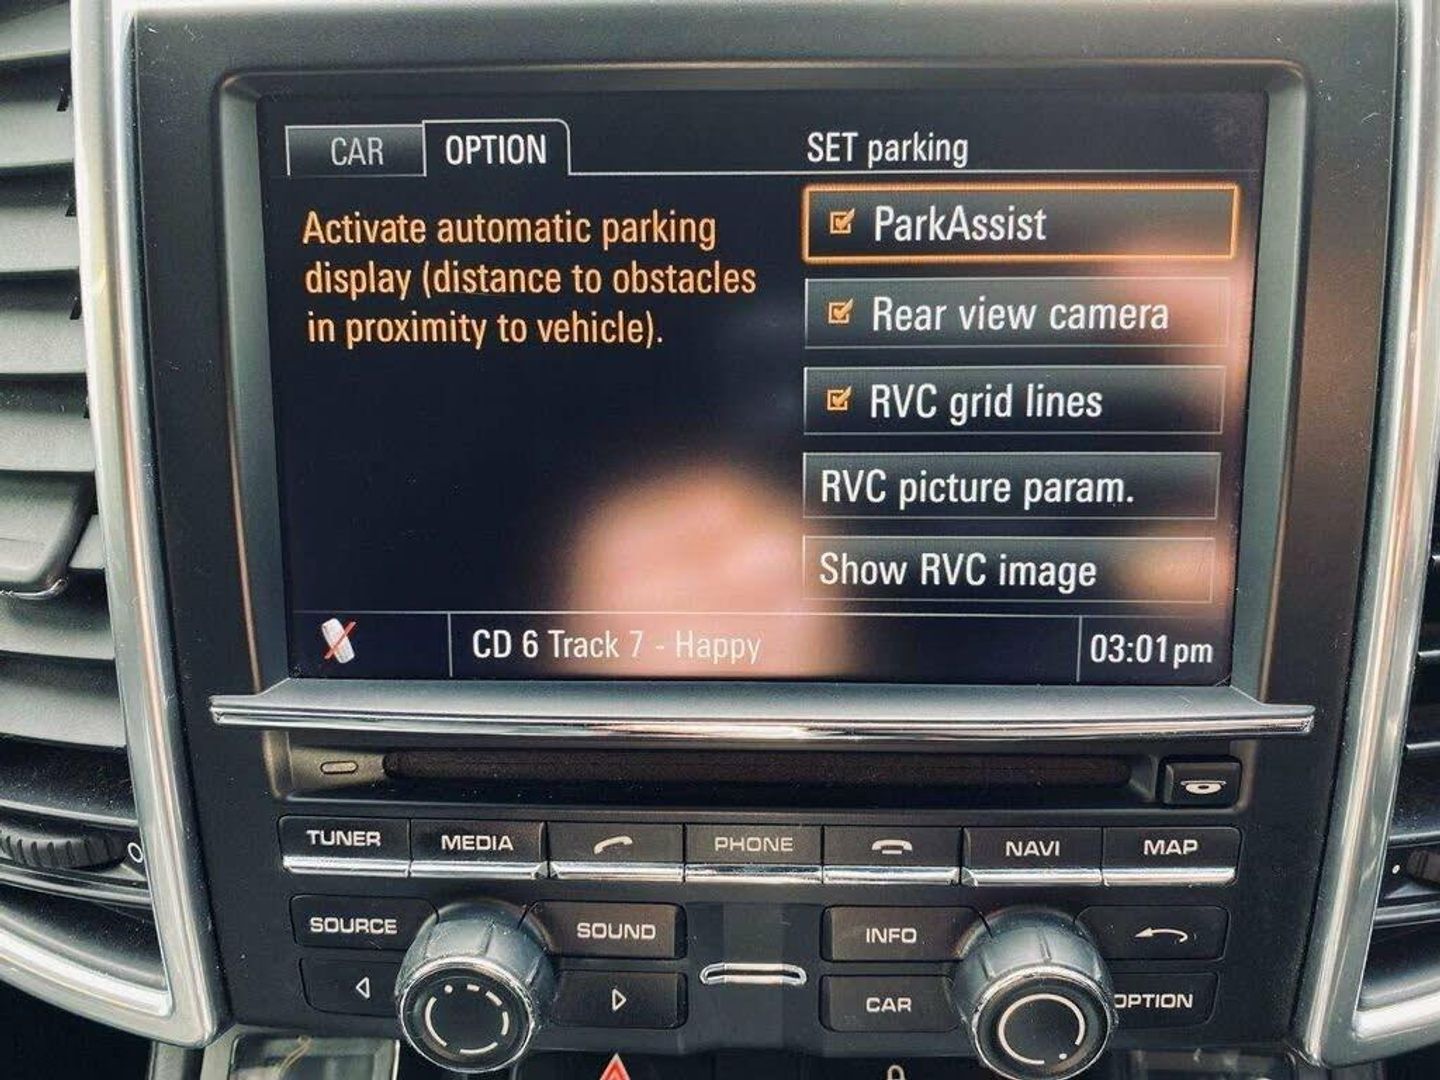 CAR
OPTION
SET parking
Activate automatic parking
display (distance to obstacles
in proximity to vehicle).
ParkAssist
Rear view camera
RVC grid lines
RVC picture param.
Show RVC image
CD 6 Track 7 - Happy
03:01pm
TUNER
MEDIA
PHONE
NAVI
MAP
SOURCE
SOUND
INFO
CAR
OPTION